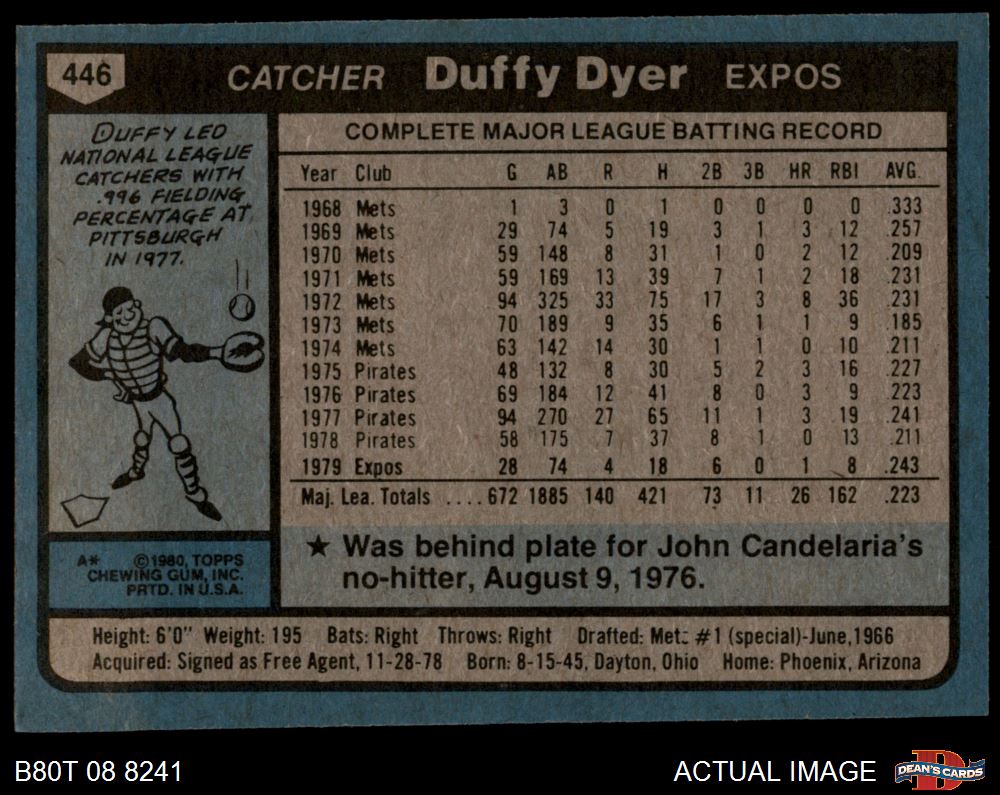 446
CATCHER Duffy Dyer EXPOS
DUFFY LED
NATIONAL LEAGUE
CATCHERS WITH
.996 FIELDING
PERCENTAGE AT
PITTSBURGH
IN 1977.
A* ©1980, TOPPS
CHEWING GUM, INC.
PRTD. IN U.S.A.
COMPLETE MAJOR LEAGUE BATTING RECORD
Year Club G AB R H 2B 3B HR RBI AVG.
1968 Mets 1 3 0 1 0 0 0 0 .333
1969 Mets 29 74 5 19 3 1 3 12 .257
1970 Mets 59 148 8 31 1 0 2 12 .209
1971 Mets 59 169 13 39 7 1 2 18 .231
1972 Mets 94 325 33 75 17 3 8 36 .231
1973 Mets 70 189 9 35 6 1 1 9 .185
1974 Mets 63 142 14 30 1 1 0 10 .211
1975 Pirates 48 132 8 30 5 2 3 16 .227
1976 Pirates 69 184 12 41 8 0 3 9 .223
1977 Pirates 94 270 27 65 11 1 3 19 .241
1978 Pirates 58 175 7 37 8 1 0 13 .211
1979 Expos 28 74 4 18 6 0 1 8 .243
Maj. Lea. Totals ....672 1885 140 421 73 11 26 162 .223
★ Was behind plate for John Candelaria's
no-hitter, August 9, 1976.
Height: 6'0" Weight: 195 Bats: Right Throws: Right Drafted: Mets #1 (special)-June,1966
Acquired: Signed as Free Agent, 11-28-78 Born: 8-15-45, Dayton, Ohio Home: Phoenix, Arizona
B80T 08 8241
ACTUAL IMAGE
D
DEAN'S CARDS